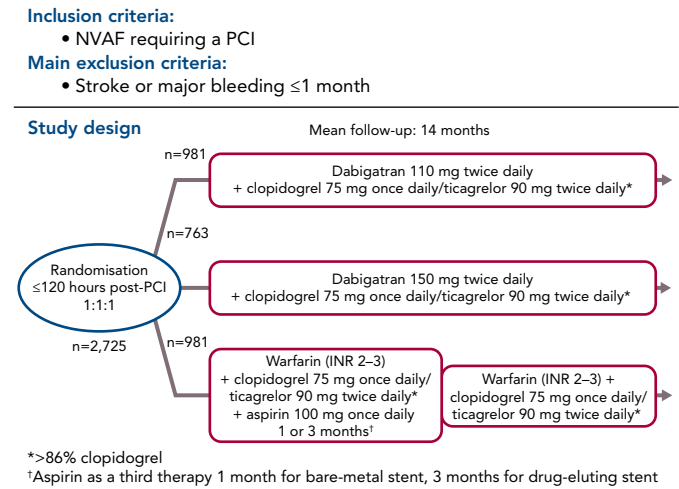 Inclusion criteria:
• NVAF requiring a PCI
Main exclusion criteria:
• Stroke or major bleeding ≤1 month
Study design
Mean follow-up: 14 months
n=981
Dabigatran 110 mg twice daily
+ clopidogrel 75 mg once daily/ticagrelor 90 mg twice daily*
n=763
Randomisation
≤120 hours post-PCI
1:1:1
Dabigatran 150 mg twice daily
+ clopidogrel 75 mg once daily/ticagrelor 90 mg twice daily*
n=2,725
n=981
Warfarin (INR 2–3)
+ clopidogrel 75 mg once daily/
ticagrelor 90 mg twice daily*
+ aspirin 100 mg once daily
1 or 3 months†
Warfarin (INR 2–3) +
clopidogrel 75 mg once daily/
ticagrelor 90 mg twice daily*
*>86% clopidogrel
†Aspirin as a third therapy 1 month for bare-metal stent, 3 months for drug-eluting stent